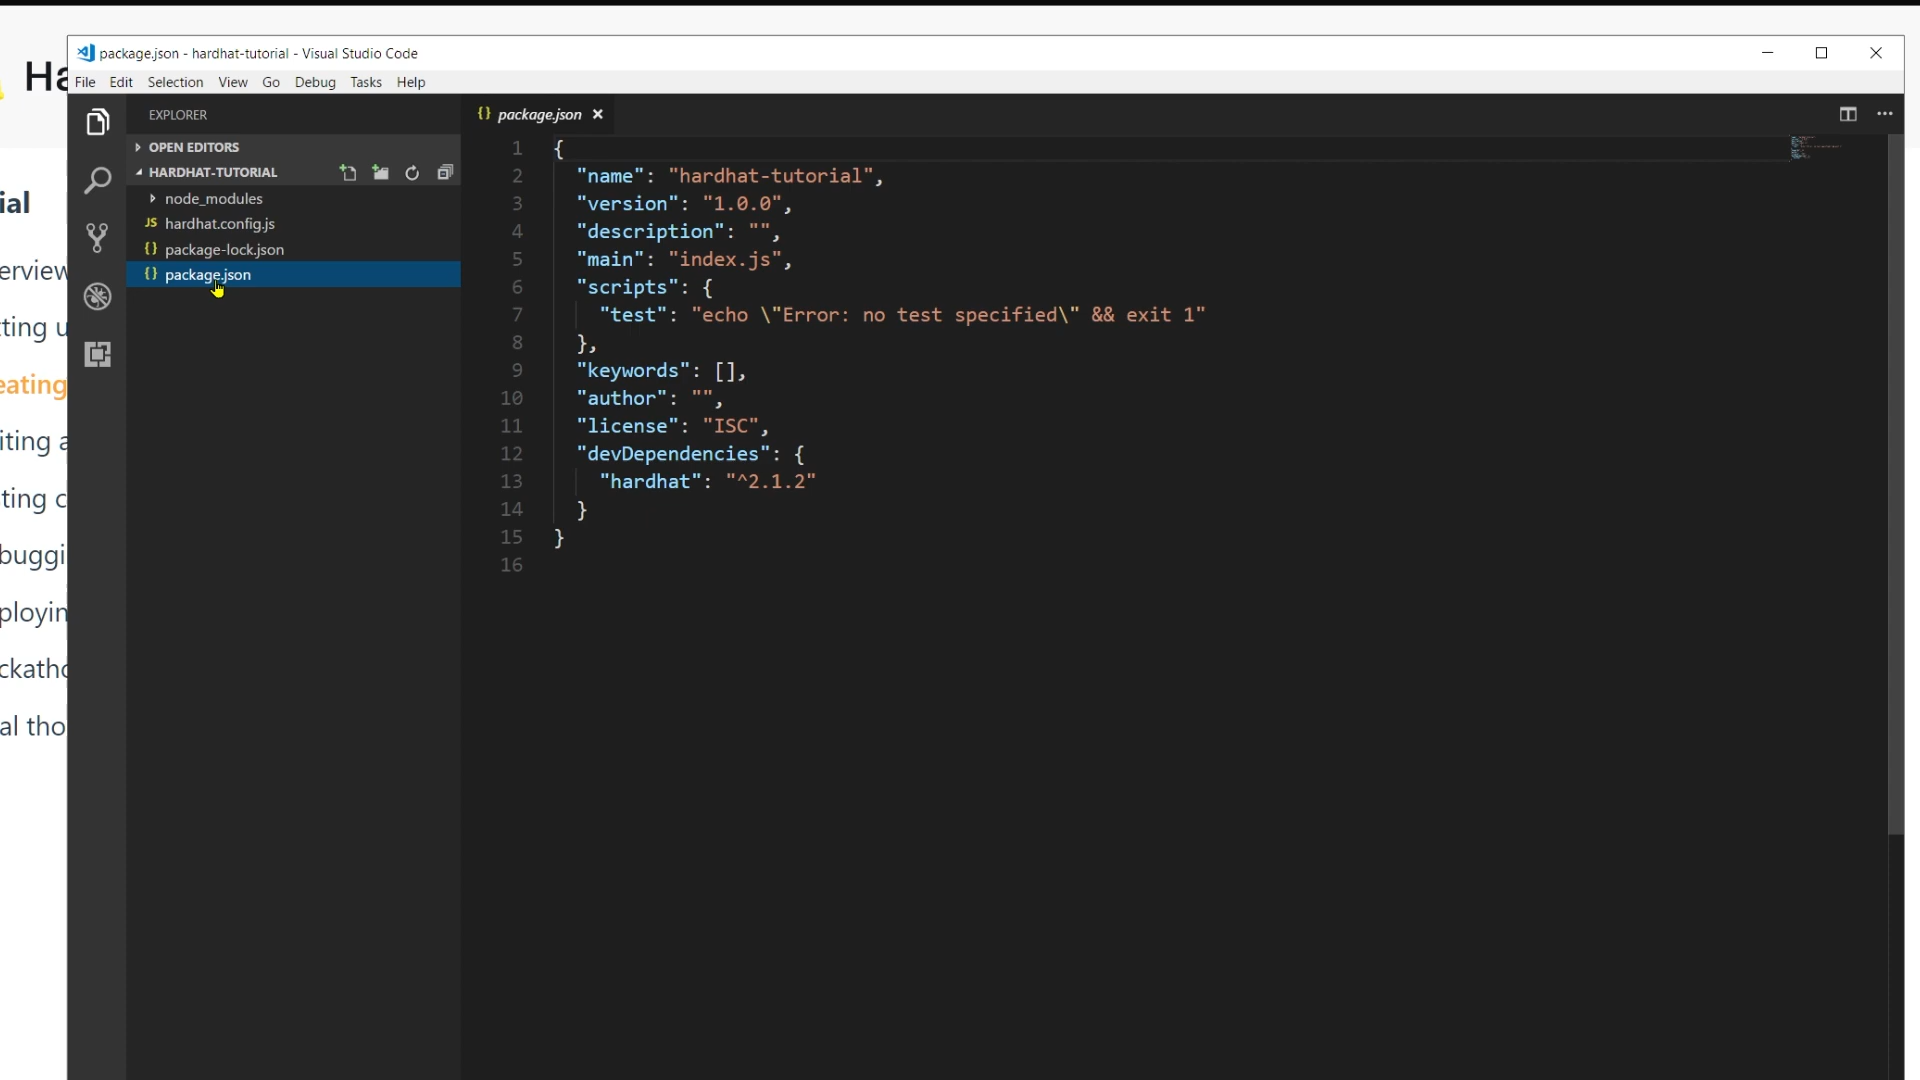 Ha
package.json - hardhat-tutorial - Visual Studio Code
File Edit Selection View Go Debug Tasks Help
EXPLORER
OPEN EDITORS
HARDHAT-TUTORIAL
node_modules
JS hardhat.config.js
{} package-lock.json
{} package.json
{} package.json
1 {
2 "name": "hardhat-tutorial",
3 "version": "1.0.0",
4 "description": "",
5 "main": "index.js",
6 "scripts": {
7 "test": "echo \"Error: no test specified\" && exit 1"
8 },
9 "keywords": [],
10 "author": "",
11 "license": "ISC",
12 "devDependencies": {
13 "hardhat": "^2.1.2"
14 }
15 }
16
ial
erview
ting u
eating
iting a
ting c
buggi
ployin
ckatho
al tho